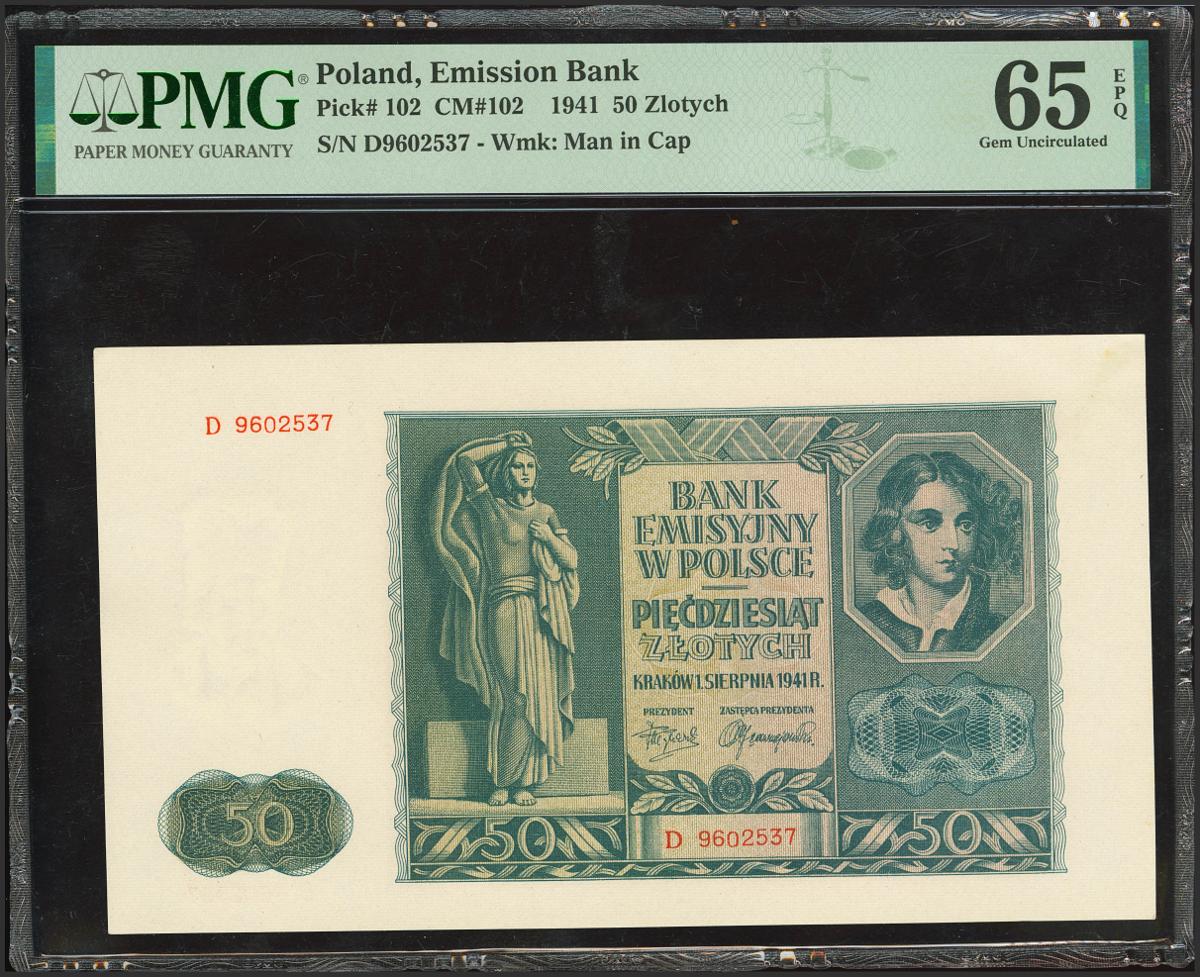 PMG®
PAPER MONEY GUARANTY
Poland, Emission Bank
Pick# 102 CM#102 1941 50 Zlotych
S/N D9602537 - Wmk: Man in Cap
65 EPQ
Gem Uncirculated
D 9602537
BANK
EMISYJNY
W POLSCE
PIĘĆDZIESIĄT
ZŁOTYCH
KRAKÓW 1. SIERPNIA 1941 R.
PREZYDENT ZASTĘPCA PREZYDENTA
50
50
D 9602537
50